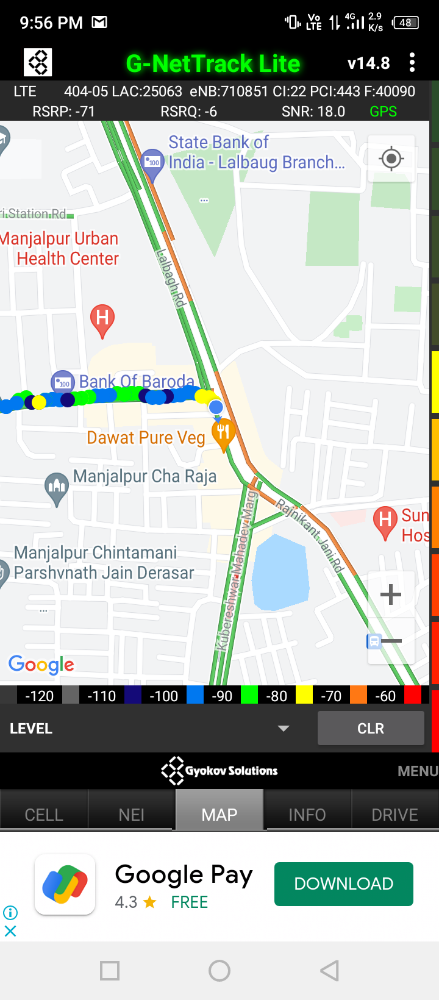 9:56 PM
Vo LTE 4G 2.9 K/s 48
G-NetTrack Lite v14.8
LTE 404-05 LAC:25063 eNB:710851 CI:22 PCI:443 F:40090
RSRP: -71 RSRQ: -6 SNR: 18.0 GPS
State Bank of
India - Lalbaug Branch...
100
...
ri.Station.Rd
Manjalpur Urban
Health Center
Lalbagh.Rd
H
100
Bank Of Baroda
Dawat Pure Veg
Manjalpur Cha Raja
Rajnikant.Jani.Rd
Kubereshwar.Mahadev.Marg
H
Sun
Hos
Manjalpur Chintamani
Parshvnath Jain Derasar
...
Google
-120 -110 -100 -90 -80 -70 -60
LEVEL CLR
Gyokov Solutions MENU
CELL NEI MAP INFO DRIVE
Google Pay
4.3 FREE
DOWNLOAD